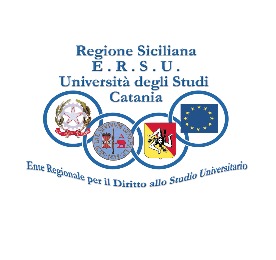 Regione Siciliana
E . R . S . U .
Università degli Studi
Catania
Ente Regionale per il Diritto allo Studio Universitario